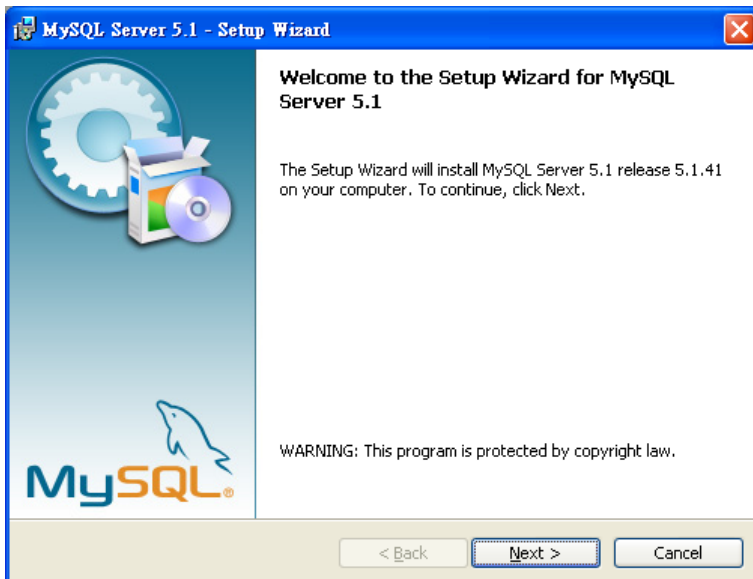 MySQL Server 5.1 - Setup Wizard
Welcome to the Setup Wizard for MySQL
Server 5.1
The Setup Wizard will install MySQL Server 5.1 release 5.1.41
on your computer. To continue, click Next.
WARNING: This program is protected by copyright law.
MySQL®
< Back
Next >
Cancel